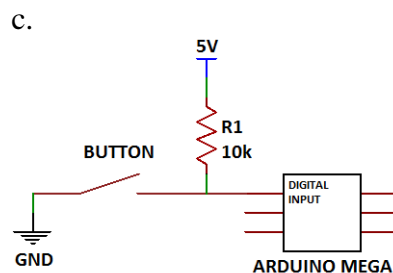 c.
5V
R1
10k
BUTTON
DIGITAL
INPUT
GND
ARDUINO MEGA